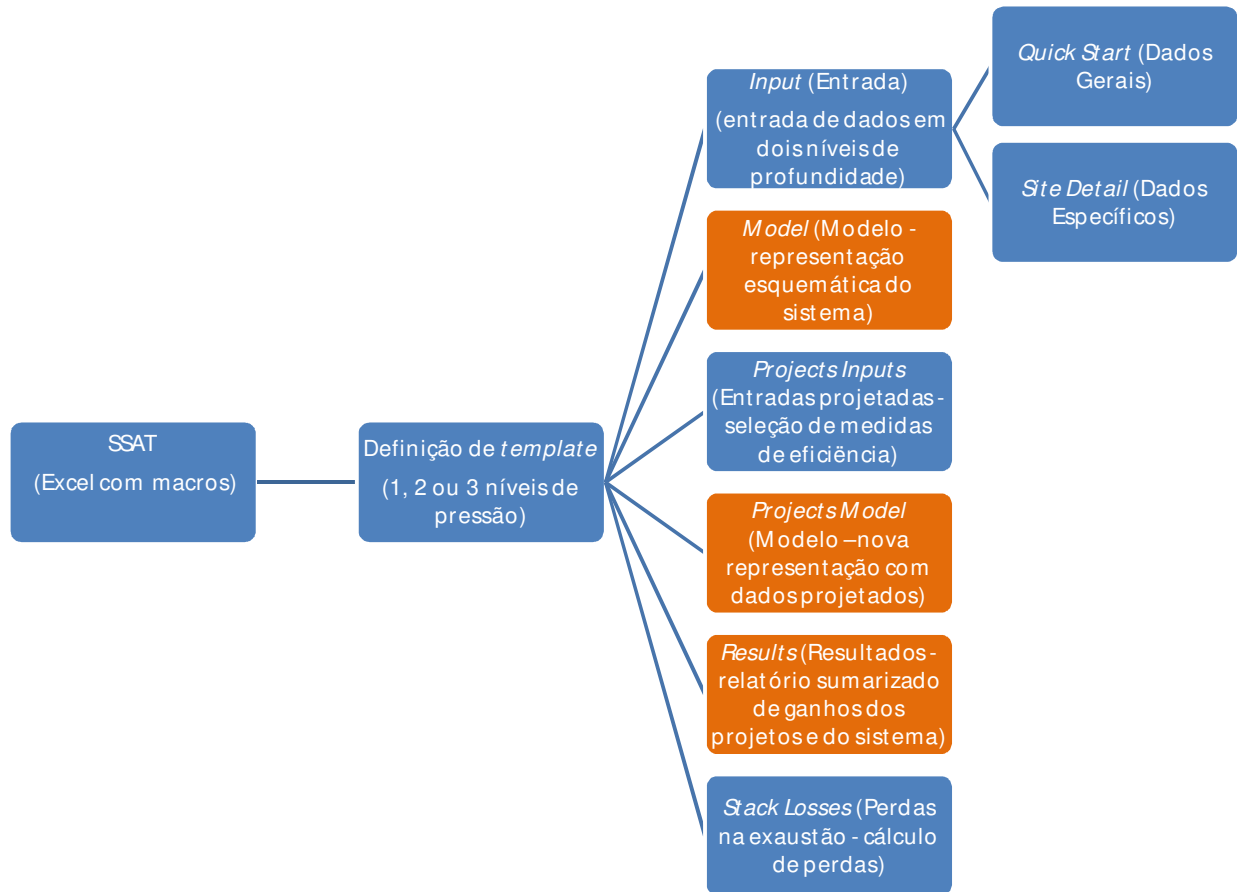 SSAT
(Excel com macros)
Definição de template
(1, 2 ou 3 níveis de
pressão)
Input (Entrada)
(entrada de dados em
dois níveis de
profundidade)
Quick Start (Dados
Gerais)
Site Detail (Dados
Específicos)
Model (Modelo -
representação
esquemática do
sistema)
Projects Inputs
(Entradas projetadas -
seleção de medidas
de eficiëncia)
Projects Model
(Modelo – nova
representação com
dados projetados)
Results (Resultados -
relatório sumarizado
de ganhos dos
projetos e do sistema)
Stack Losses (Perdas
na exaustão - cálculo
de perdas)